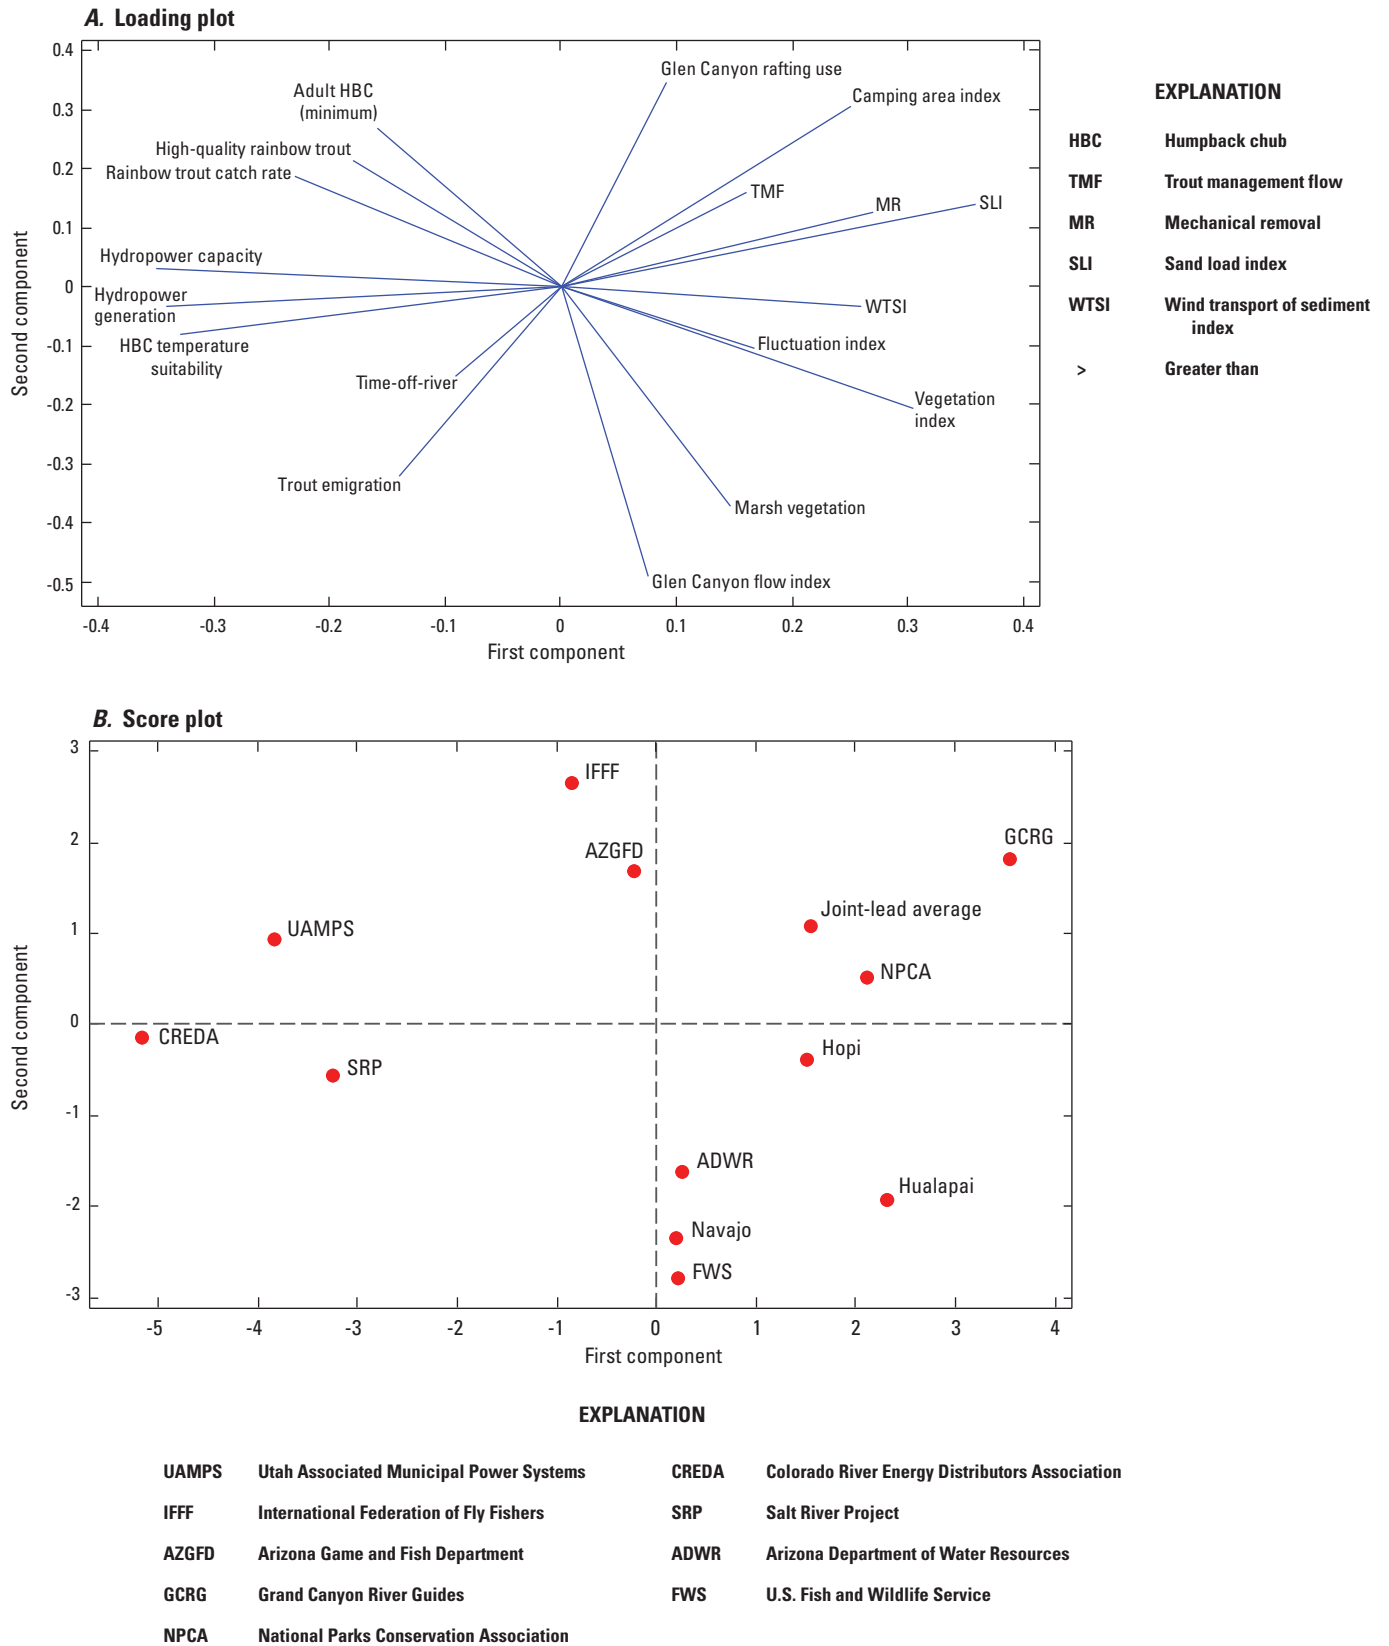 A. Loading plot
0.4
0.3
0.2
0.1
0
-0.1
-0.2
-0.3
-0.4
-0.5
Second component
Glen Canyon rafting use
Camping area index
Adult HBC
(minimum)
High-quality rainbow trout
Rainbow trout catch rate
TMF
MR
SLI
Hydropower capacity
Hydropower
generation
HBC temperature
suitability
WTSI
Fluctuation index
Time-off-river
Vegetation
index
Trout emigration
Marsh vegetation
Glen Canyon flow index
-0.4
-0.3
-0.2
-0.1
0
0.1
0.2
0.3
0.4
First component
EXPLANATION
HBC Humpback chub
TMF Trout management flow
MR Mechanical removal
SLI Sand load index
WTSI Wind transport of sediment
index
> Greater than
B. Score plot
3
2
1
0
-1
-2
-3
Second component
IFFF
AZGFD
GCRG
UAMPS
Joint-lead average
NPCA
CREDA
SRP
Hopi
ADWR
Hualapai
Navajo
FWS
-5
-4
-3
-2
-1
0
1
2
3
4
First component
EXPLANATION
UAMPS Utah Associated Municipal Power Systems
IFFF International Federation of Fly Fishers
AZGFD Arizona Game and Fish Department
GCRG Grand Canyon River Guides
NPCA National Parks Conservation Association
CREDA Colorado River Energy Distributors Association
SRP Salt River Project
ADWR Arizona Department of Water Resources
FWS U.S. Fish and Wildlife Service